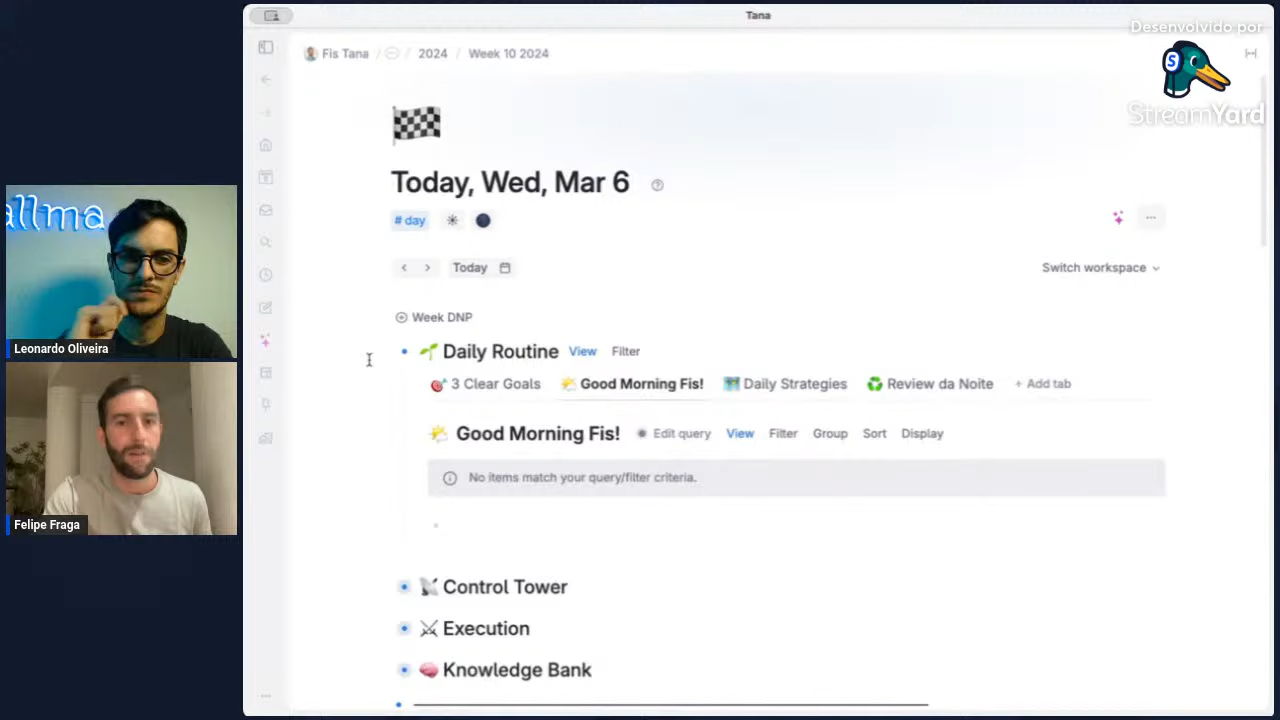 Tana
Desenvolvido por
StreamYard
Fis Tana / / 2024 / Week 10 2024
Today, Wed, Mar 6
# day
Today
Switch workspace
Week DNP
Daily Routine View Filter
3 Clear Goals Good Morning Fis! Daily Strategies Review da Noite + Add tab
Good Morning Fis! Edit query View Filter Group Sort Display
No items match your query/filter criteria.
Control Tower
Execution
Knowledge Bank
allma
Leonardo Oliveira
Felipe Fraga